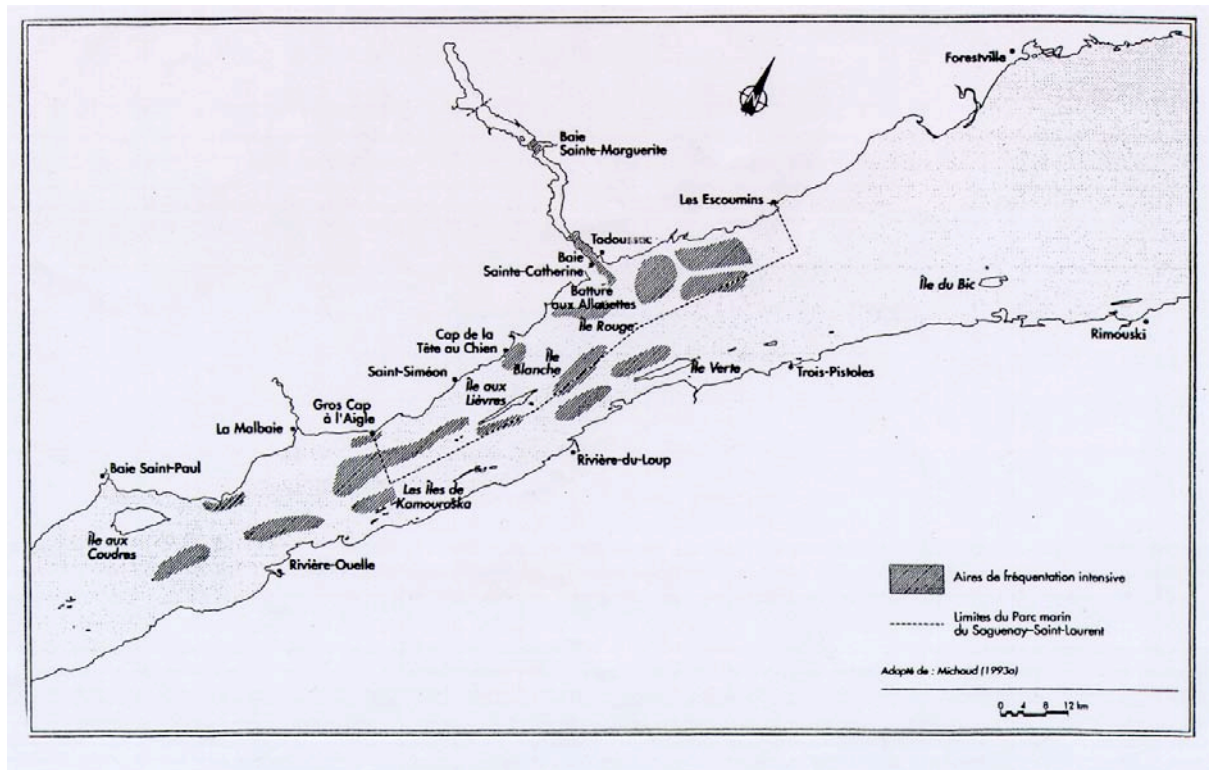 Forestville
Baie
Sainte-Marguerite
Les Escoumins
Tadoussac
Baie
Sainte-Catherine
Batture
aux Allouettes
Île du Bic
Île Rouge
Rimouski
Cap de la
Tête au Chien
Île
Blanche
Île Verte
Trois-Pistoles
Saint-Siméon
Île aux
Lièvres
Gros Cap
à l'Aigle
La Malbaie
Rivière-du-Loup
Baie Saint-Paul
Les Îles de
Kamouraska
Île aux
Coudres
Rivière-Ouelle
Aires de fréquentation intensive
Limites du Parc marin
du Saguenay–Saint-Laurent
Adapté de : Michaud (1993a)
0 4 8 12 km